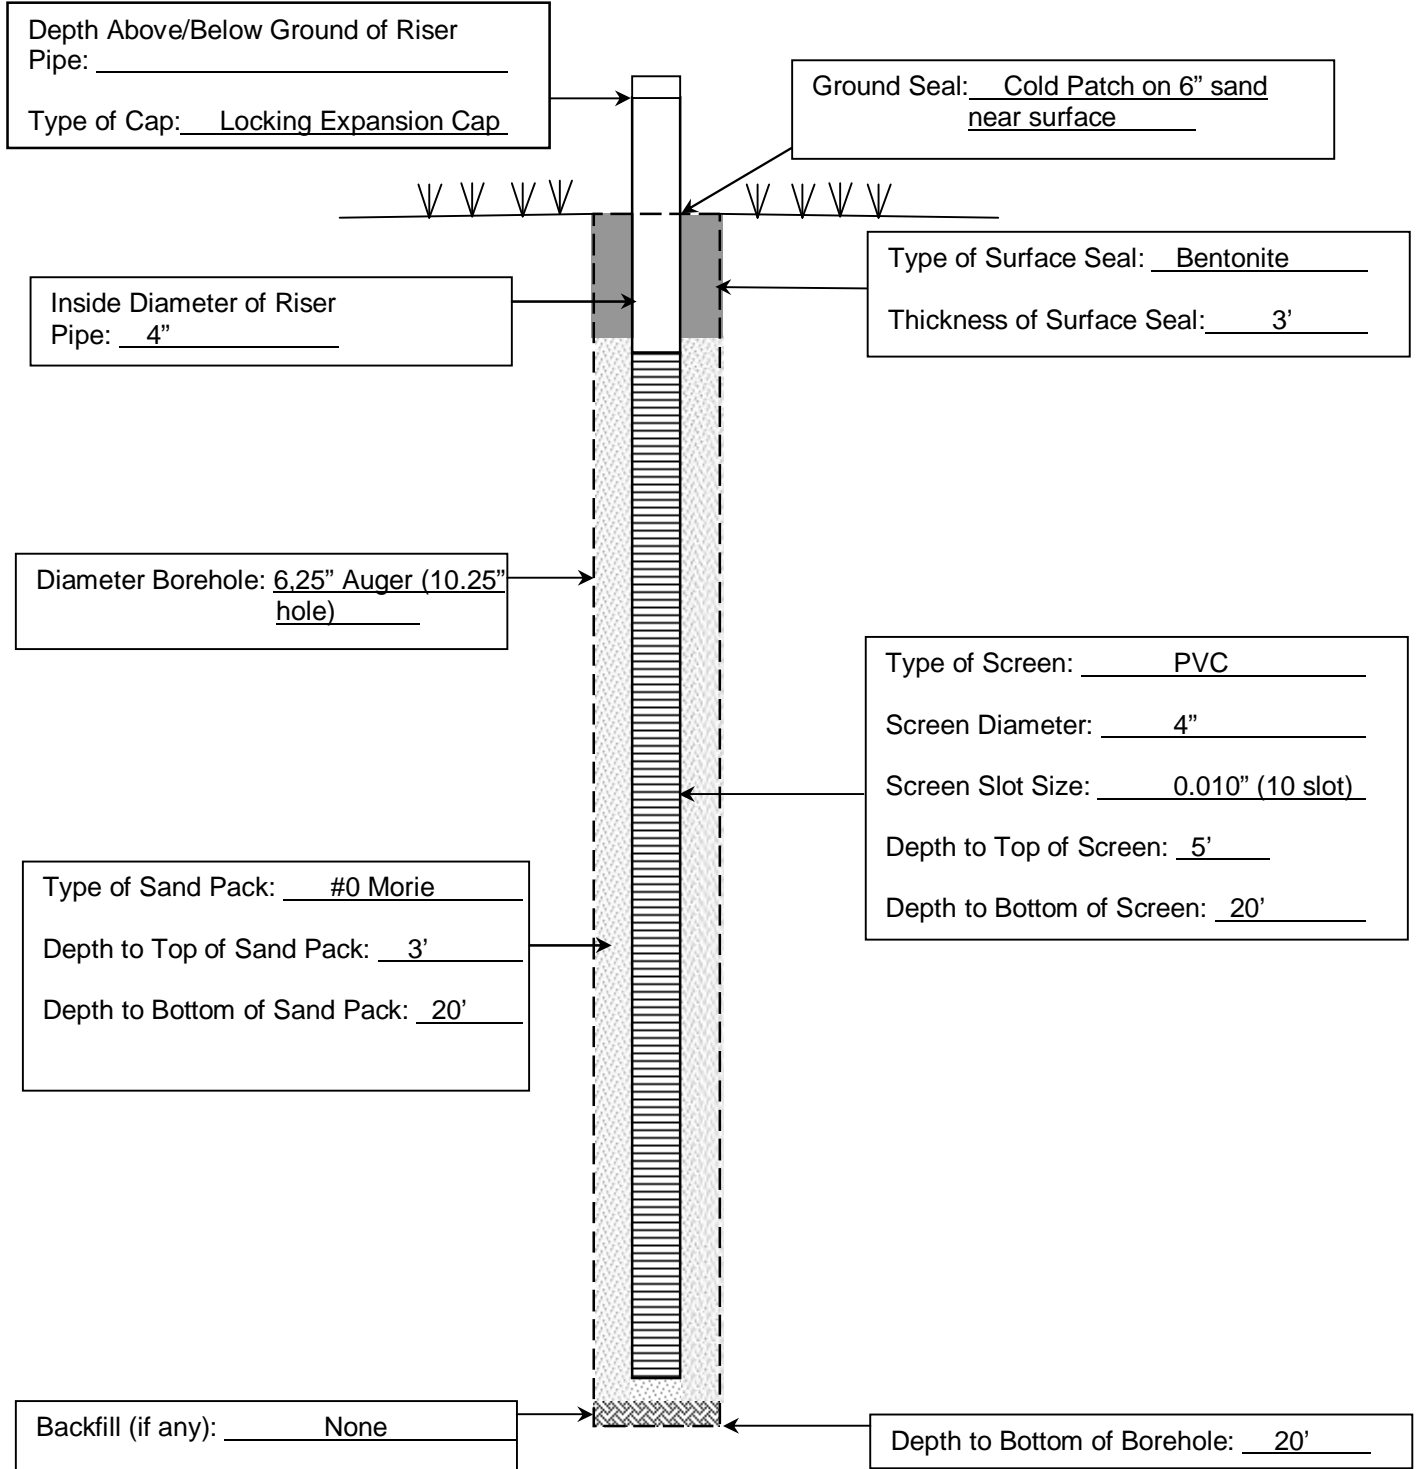 Depth Above/Below Ground of Riser
Pipe:
Type of Cap: Locking Expansion Cap
Ground Seal: Cold Patch on 6” sand
near surface
Type of Surface Seal: Bentonite
Thickness of Surface Seal: 3’
Inside Diameter of Riser
Pipe: 4”
Diameter Borehole: 6,25” Auger (10.25”
hole)
Type of Screen: PVC
Screen Diameter: 4”
Screen Slot Size: 0.010” (10 slot)
Depth to Top of Screen: 5’
Depth to Bottom of Screen: 20’
Type of Sand Pack: #0 Morie
Depth to Top of Sand Pack: 3’
Depth to Bottom of Sand Pack: 20’
Backfill (if any): None
Depth to Bottom of Borehole: 20’